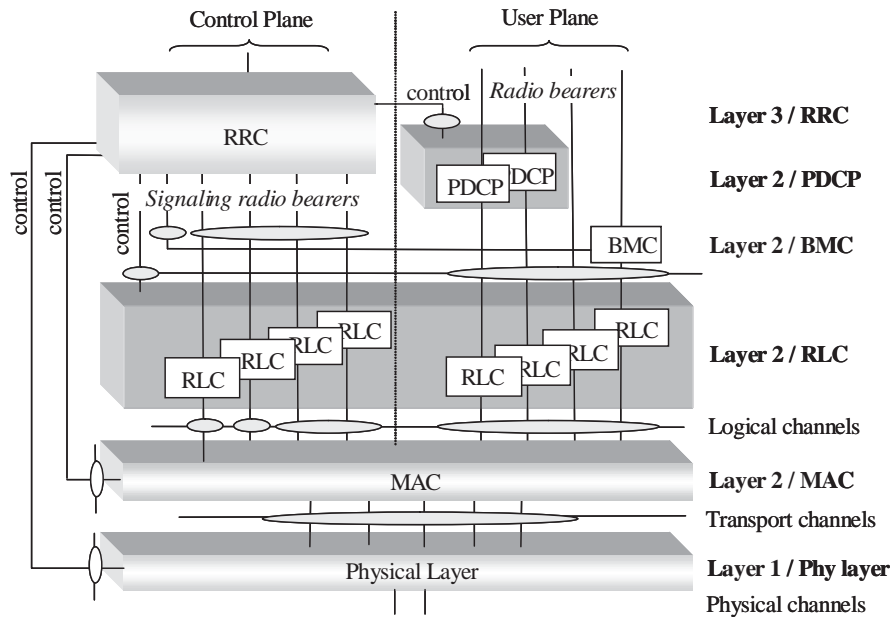 Control Plane
User Plane
control
Radio bearers
RRC
Layer 3 / RRC
PDCP
PDCP
Layer 2 / PDCP
control
control
control
Signaling radio bearers
BMC
Layer 2 / BMC
RLC
RLC
RLC
RLC
RLC
RLC
RLC
RLC
Layer 2 / RLC
Logical channels
MAC
Layer 2 / MAC
Transport channels
Physical Layer
Layer 1 / Phy layer
Physical channels